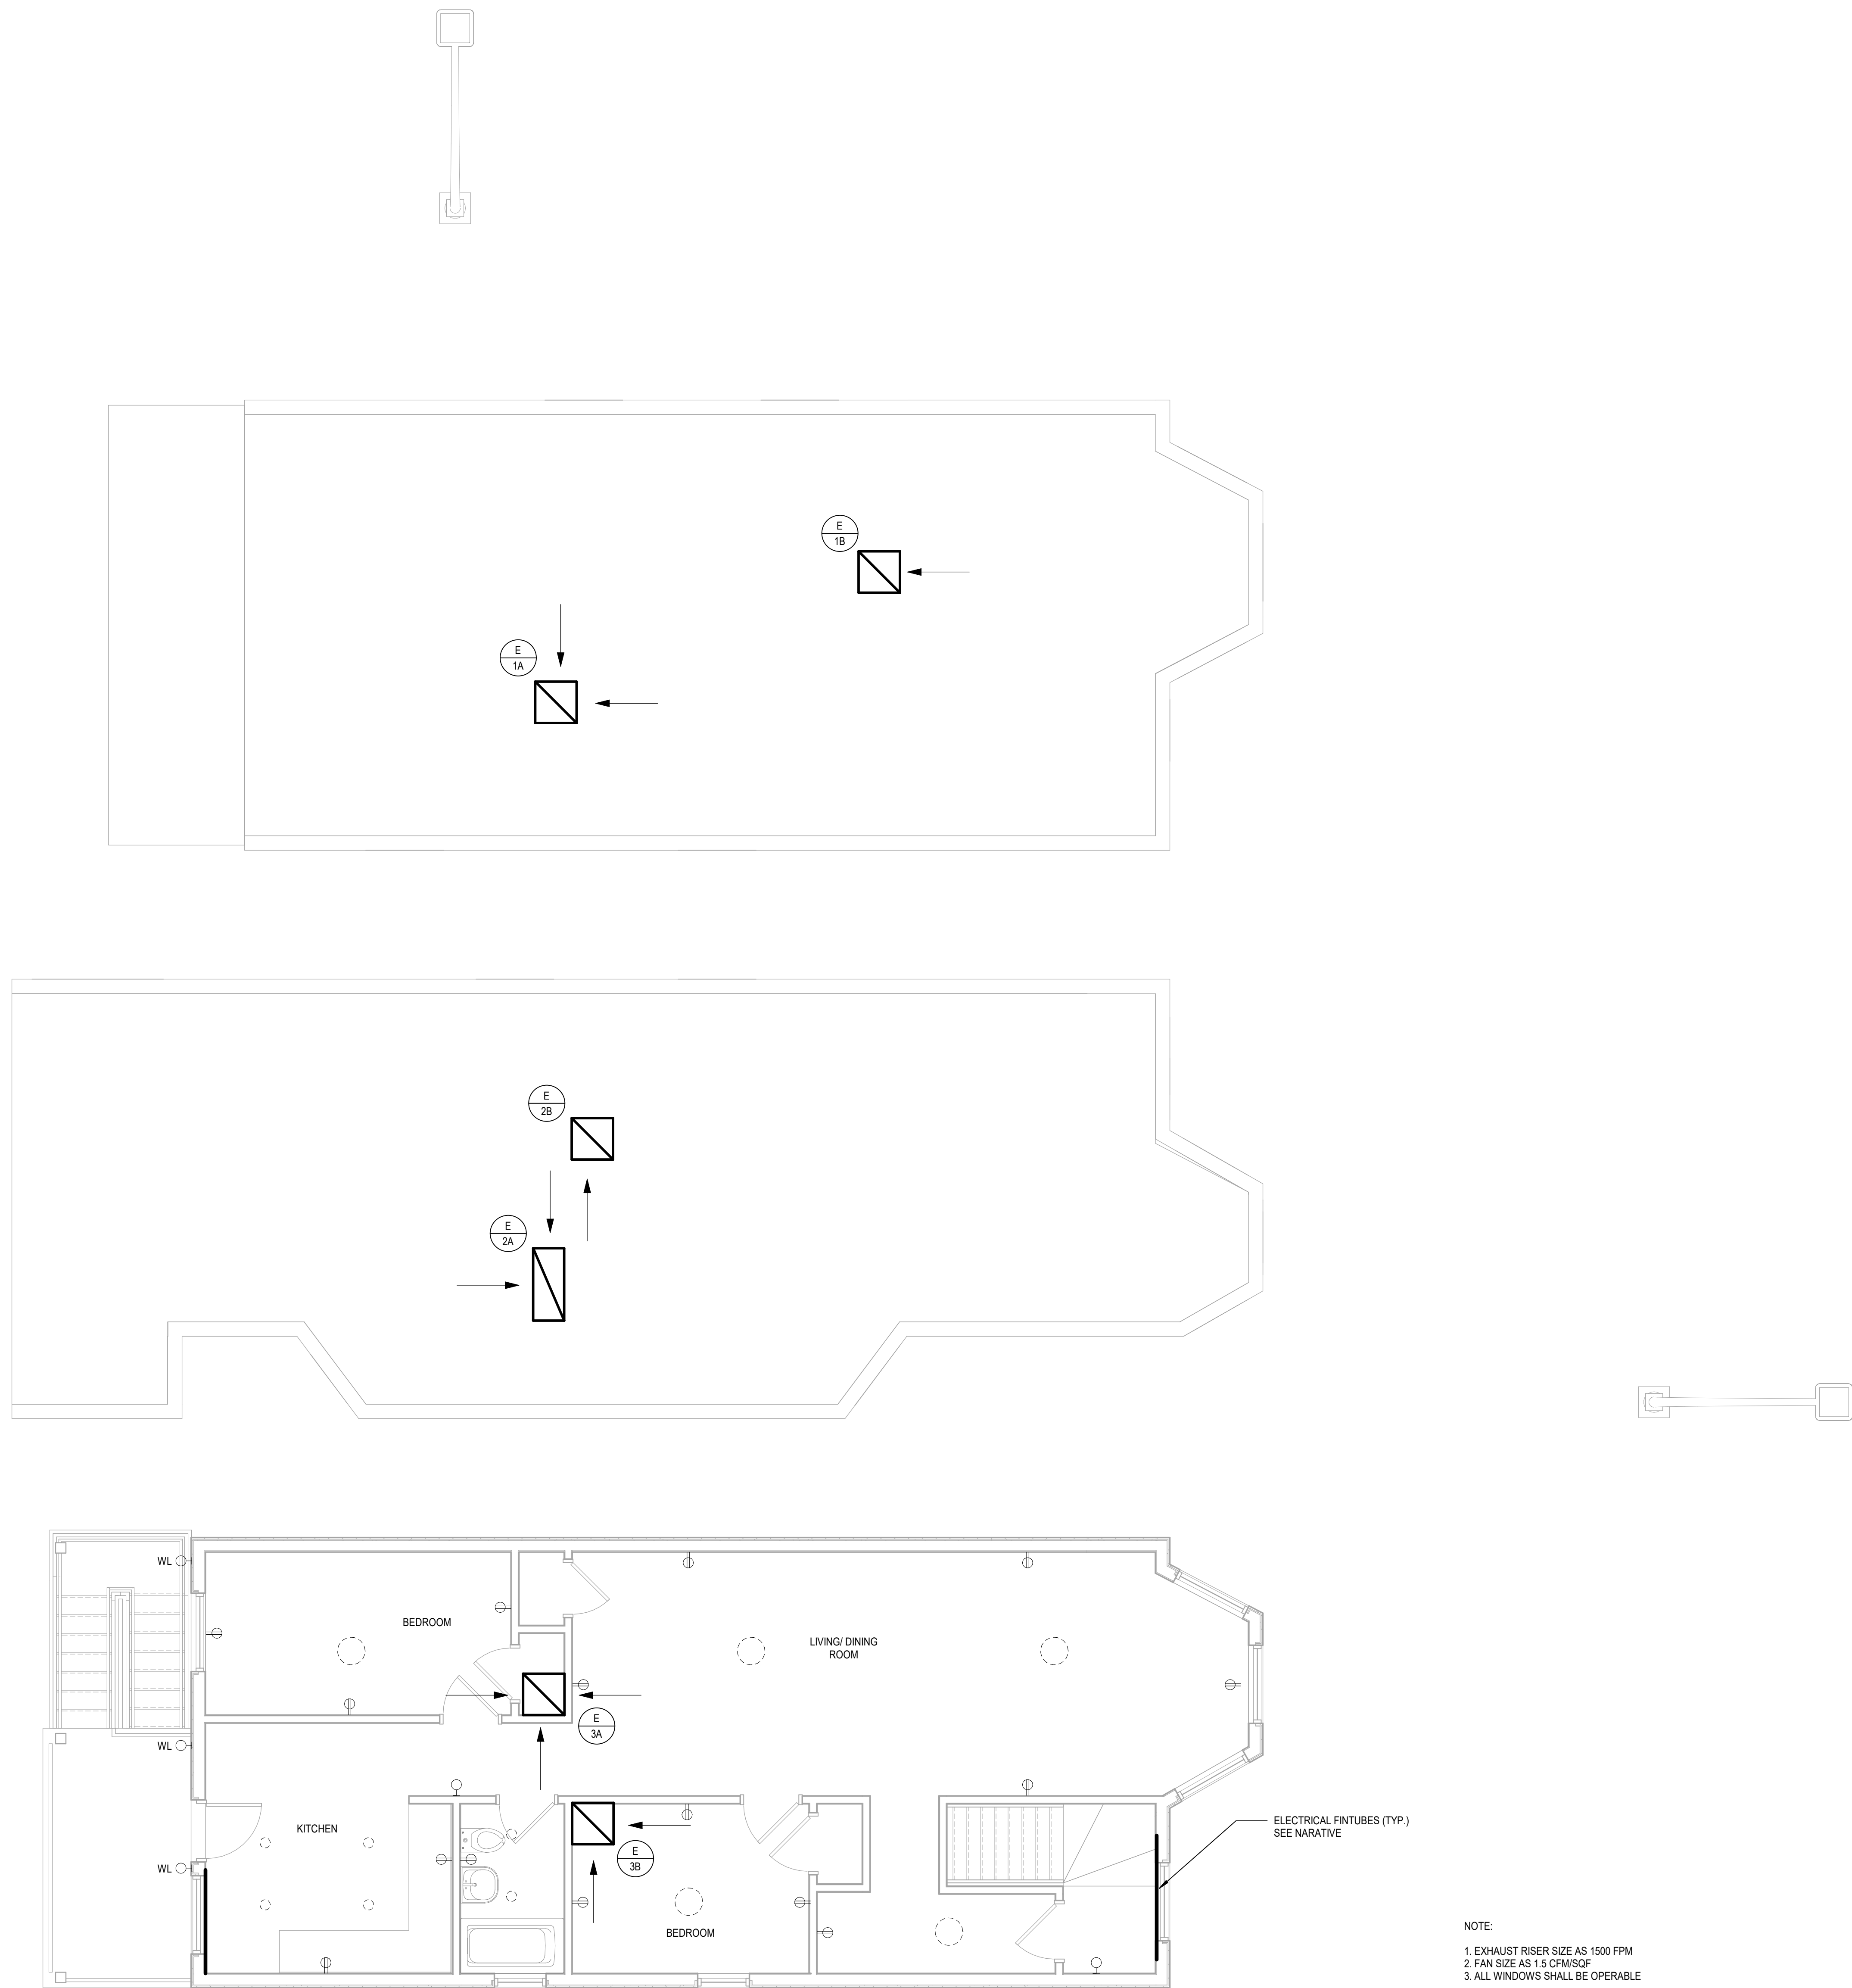 E
1B
E
1A
E
2B
E
2A
WL
BEDROOM
LIVING/ DINING
ROOM
E
3A
WL
KITCHEN
ELECTRICAL FINTUBES (TYP.)
SEE NARATIVE
E
3B
WL
BEDROOM
NOTE:
1. EXHAUST RISER SIZE AS 1500 FPM
2. FAN SIZE AS 1.5 CFM/SQF
3. ALL WINDOWS SHALL BE OPERABLE